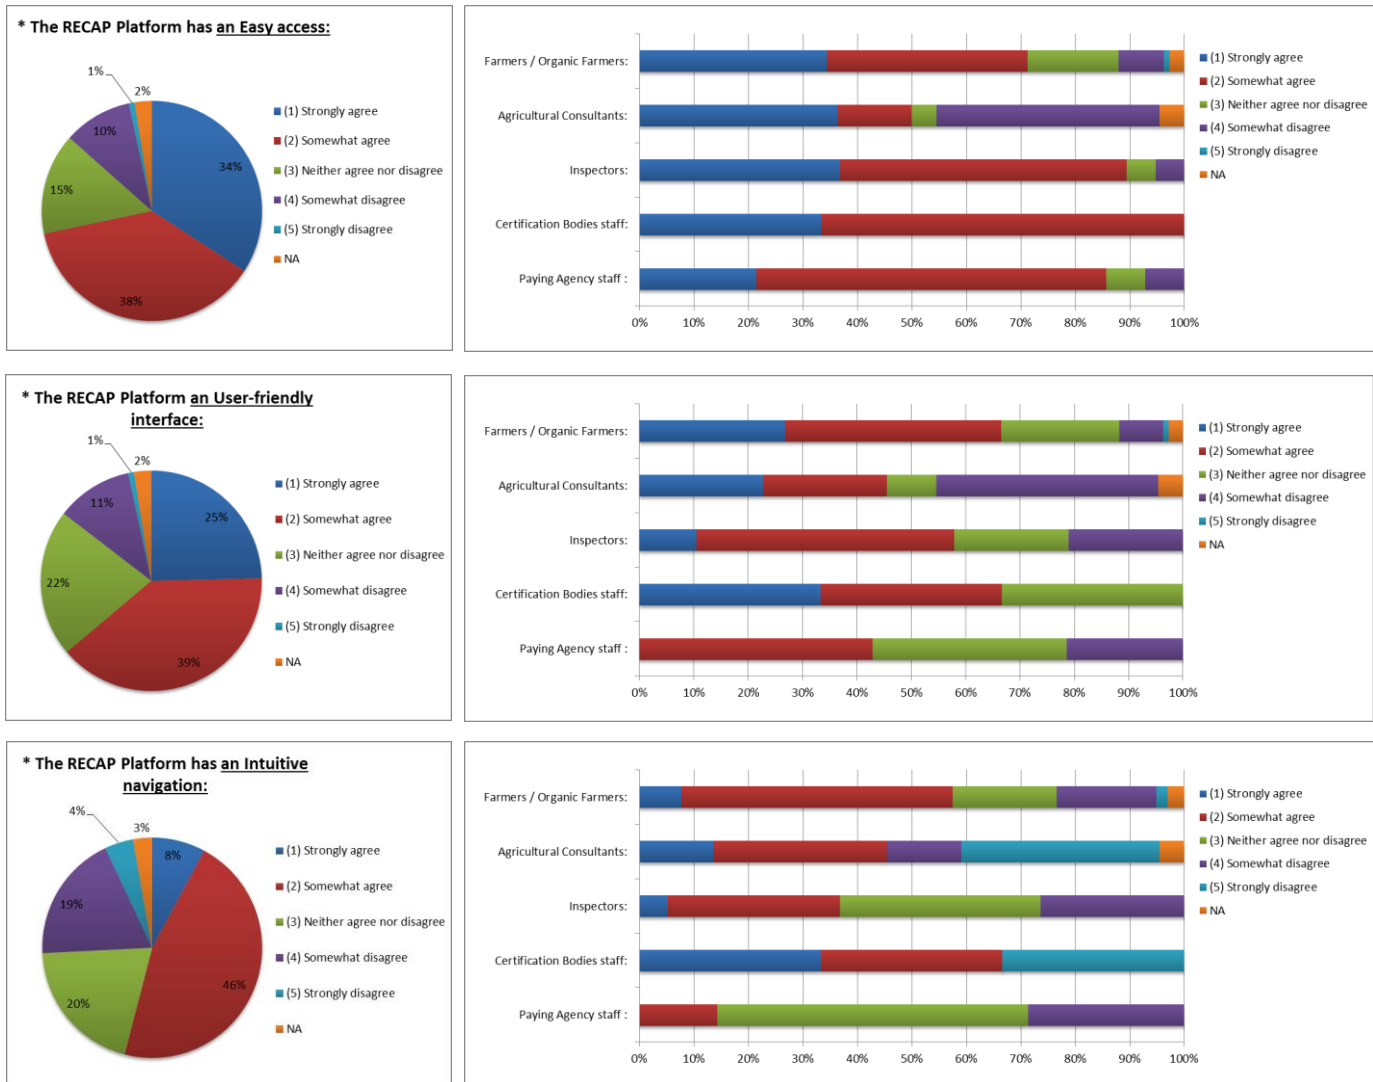 * The RECAP Platform has an Easy access:
1%
2%
10%
34%
15%
38%
(1) Strongly agree
(2) Somewhat agree
(3) Neither agree nor disagree
(4) Somewhat disagree
(5) Strongly disagree
NA
Farmers / Organic Farmers:
Agricultural Consultants:
Inspectors:
Certification Bodies staff:
Paying Agency staff :
0% 10% 20% 30% 40% 50% 60% 70% 80% 90% 100%
(1) Strongly agree
(2) Somewhat agree
(3) Neither agree nor disagree
(4) Somewhat disagree
(5) Strongly disagree
NA
* The RECAP Platform an User-friendly
interface:
1%
2%
11%
25%
22%
39%
(1) Strongly agree
(2) Somewhat agree
(3) Neither agree nor disagree
(4) Somewhat disagree
(5) Strongly disagree
NA
Farmers / Organic Farmers:
Agricultural Consultants:
Inspectors:
Certification Bodies staff:
Paying Agency staff :
0% 10% 20% 30% 40% 50% 60% 70% 80% 90% 100%
(1) Strongly agree
(2) Somewhat agree
(3) Neither agree nor disagree
(4) Somewhat disagree
(5) Strongly disagree
NA
* The RECAP Platform has an Intuitive
navigation:
4%
3%
8%
19%
46%
20%
(1) Strongly agree
(2) Somewhat agree
(3) Neither agree nor disagree
(4) Somewhat disagree
(5) Strongly disagree
NA
Farmers / Organic Farmers:
Agricultural Consultants:
Inspectors:
Certification Bodies staff:
Paying Agency staff :
0% 10% 20% 30% 40% 50% 60% 70% 80% 90% 100%
(1) Strongly agree
(2) Somewhat agree
(3) Neither agree nor disagree
(4) Somewhat disagree
(5) Strongly disagree
NA